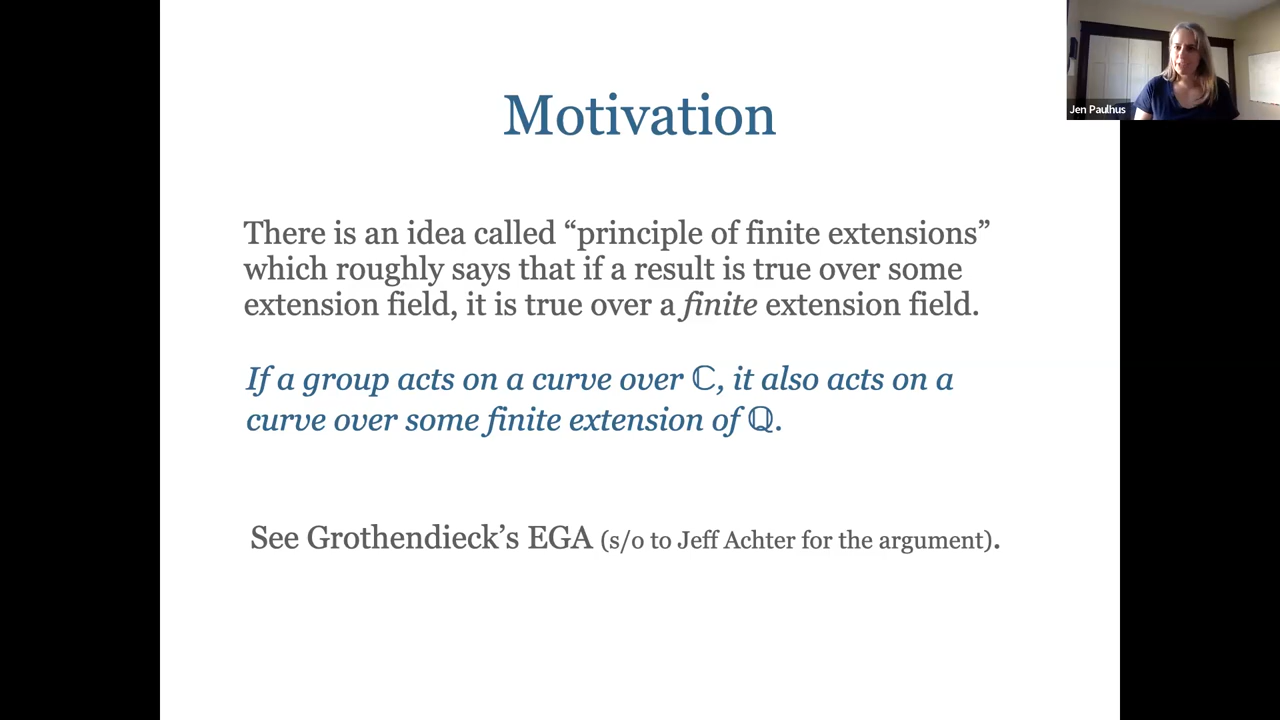 Motivation
Jen Paulhus
There is an idea called “principle of finite extensions”
which roughly says that if a result is true over some
extension field, it is true over a finite extension field.
If a group acts on a curve over ℂ, it also acts on a
curve over some finite extension of ℚ.
See Grothendieck’s EGA (s/o to Jeff Achter for the argument).